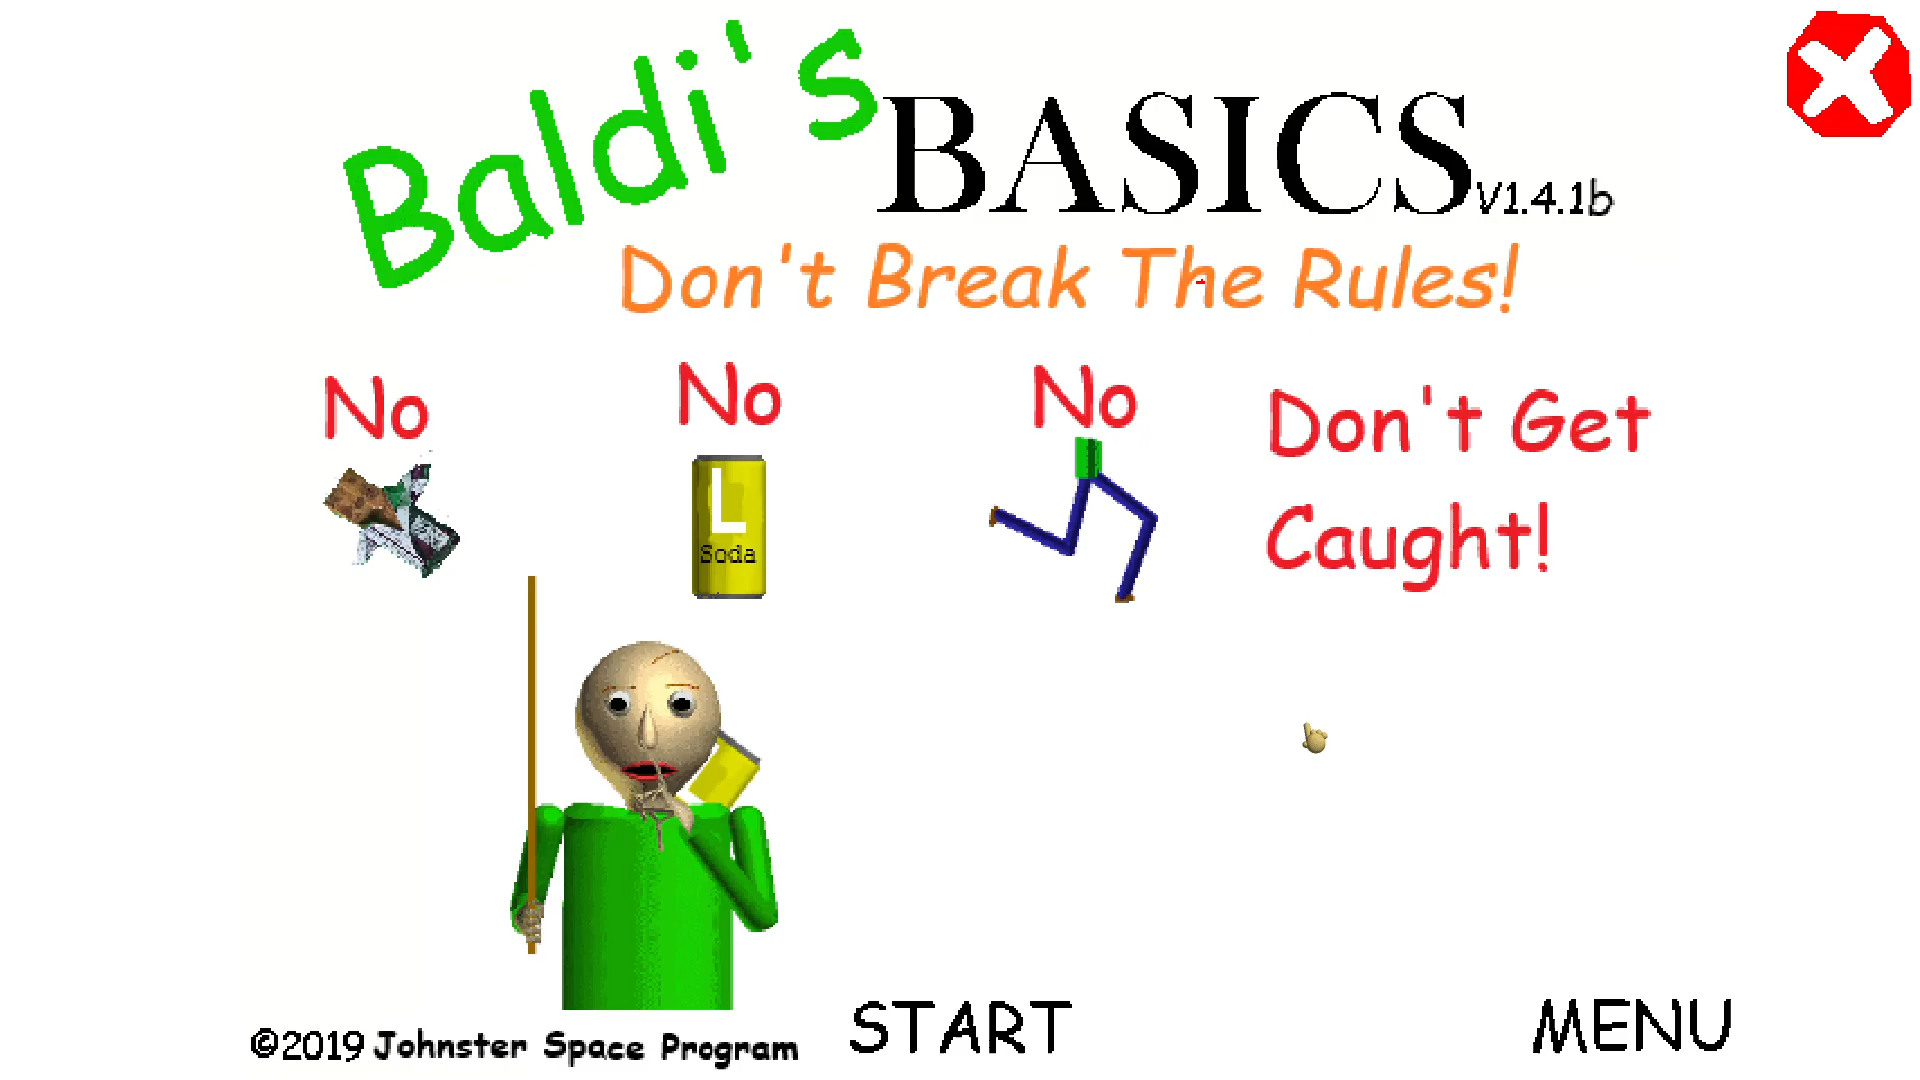 Baldi's BASICS V1.4.1b
Don't Break The Rules!
No No No Don't Get
Caught!
L
Soda
©2019 Johnster Space Program START MENU